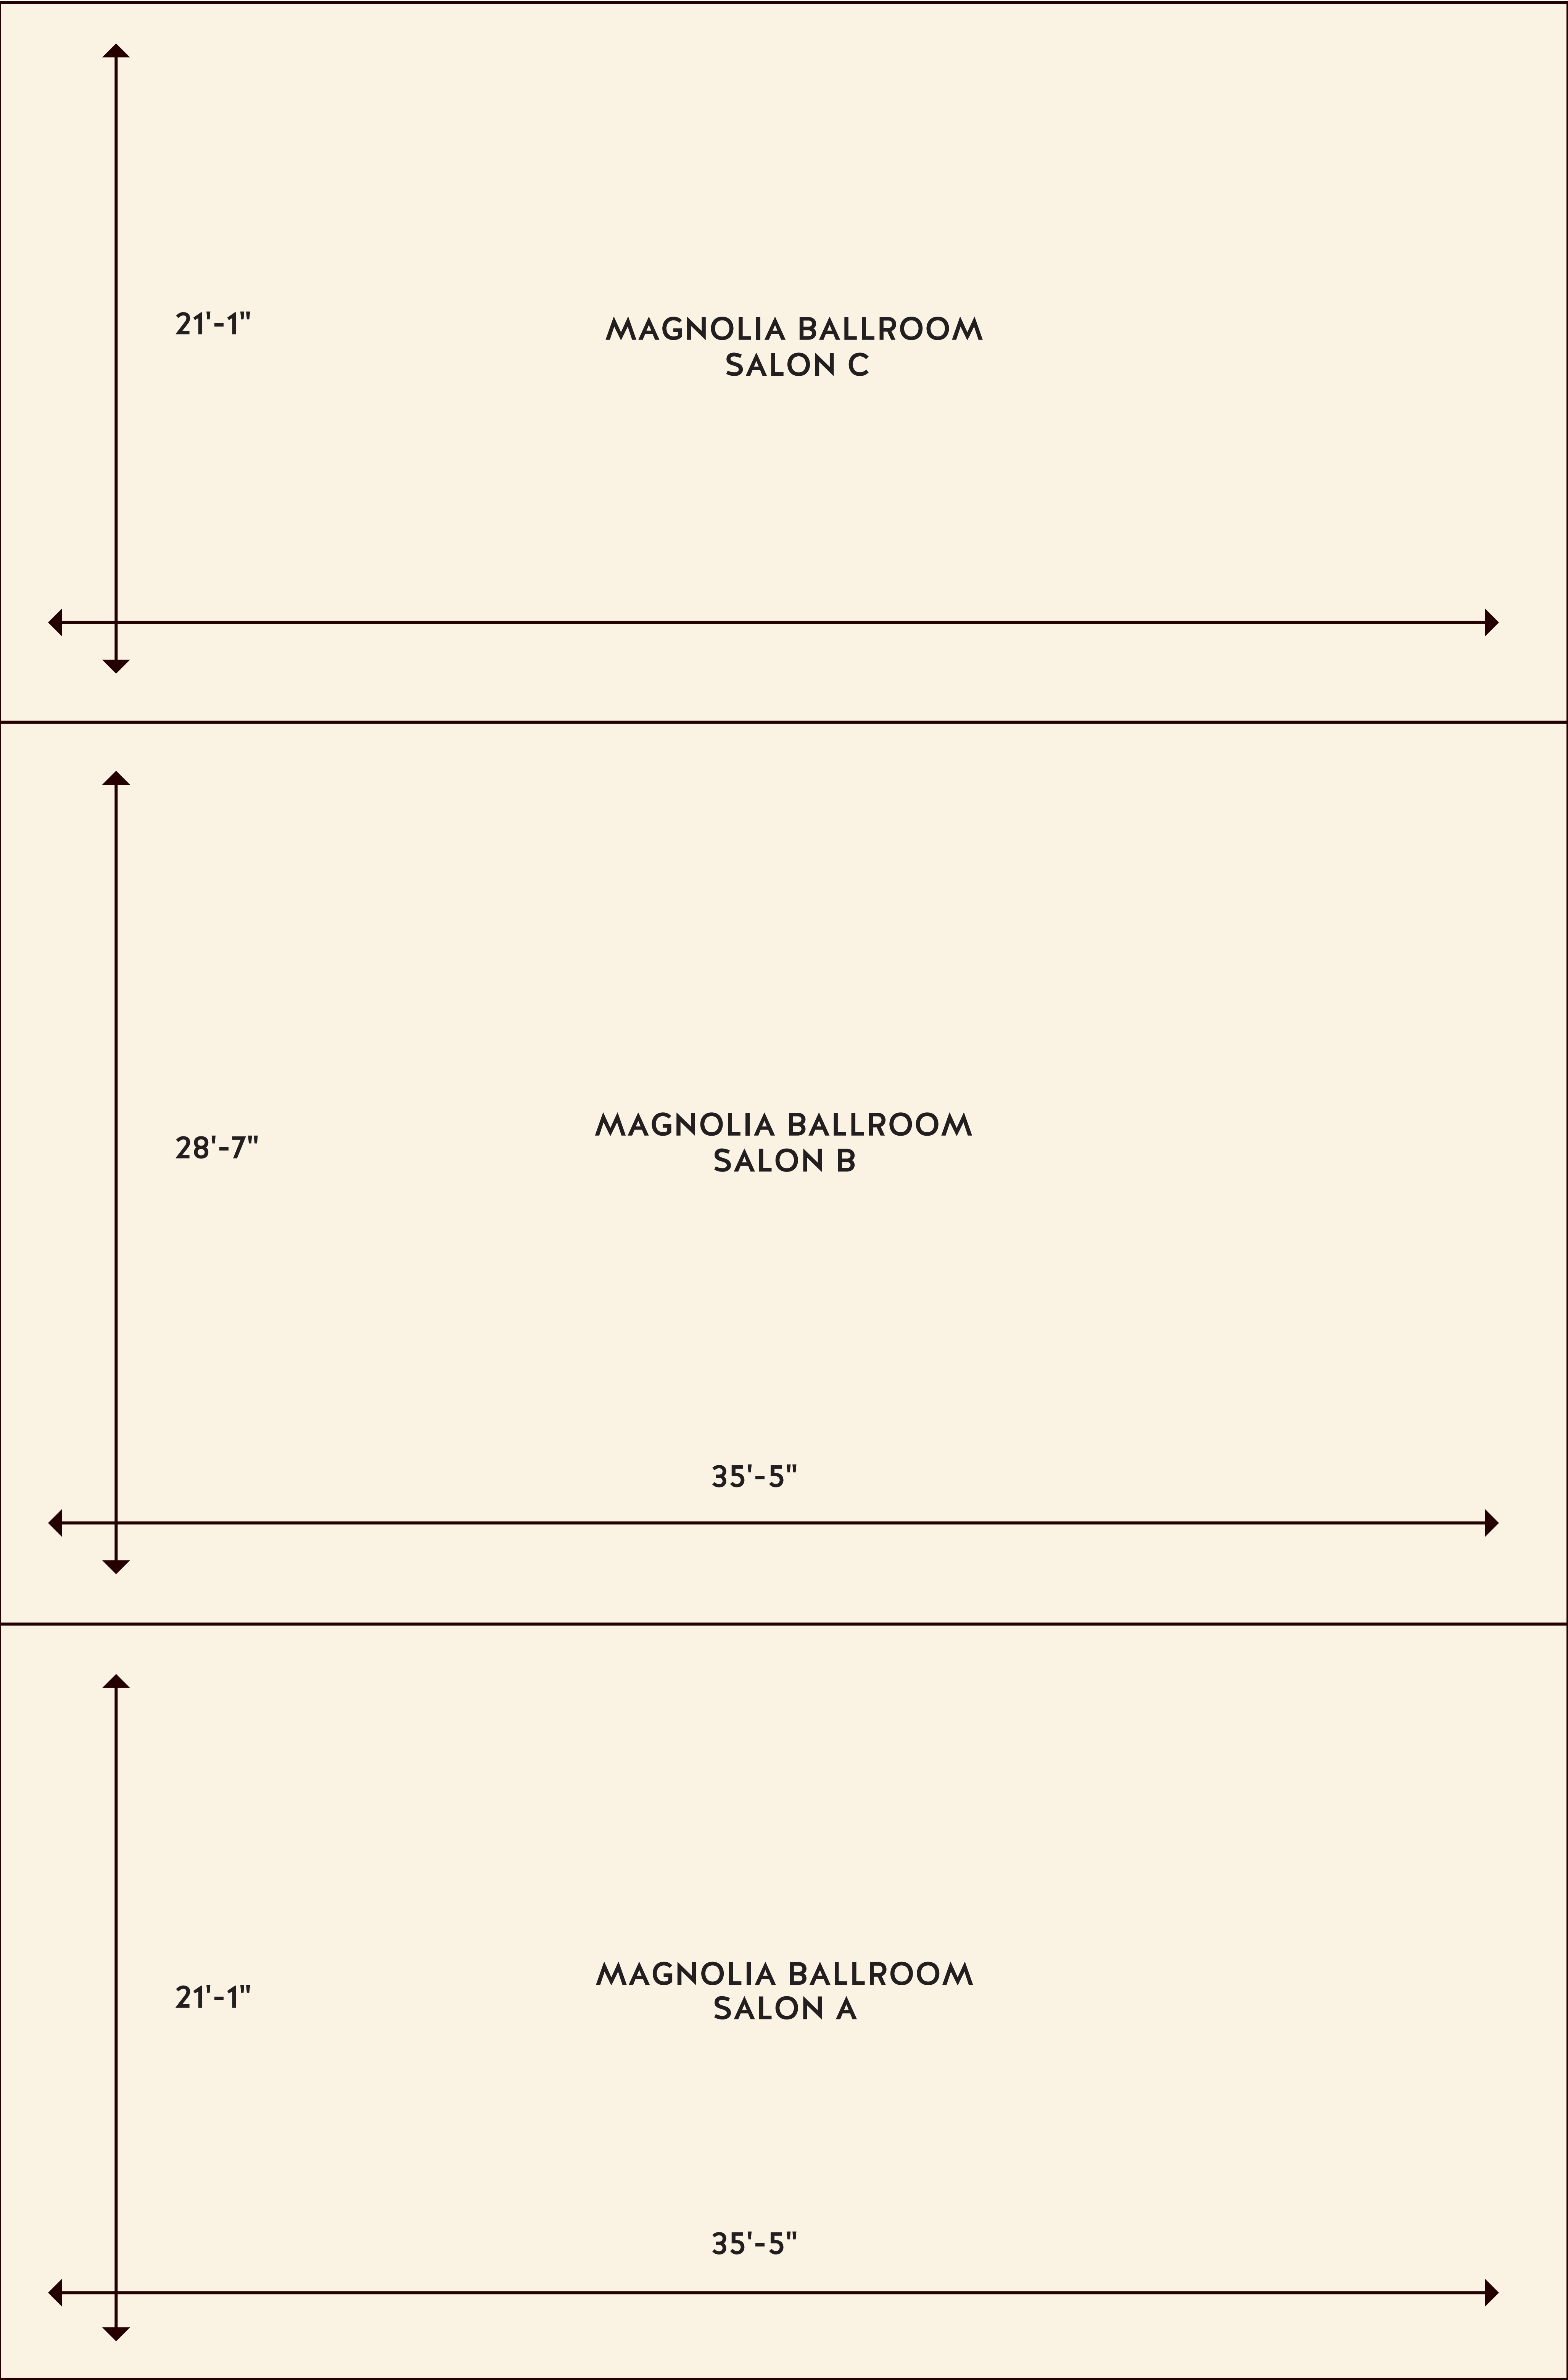 21'-1"
MAGNOLIA BALLROOM
SALON C
28'-7"
MAGNOLIA BALLROOM
SALON B
35'-5"
21'-1"
MAGNOLIA BALLROOM
SALON A
35'-5"